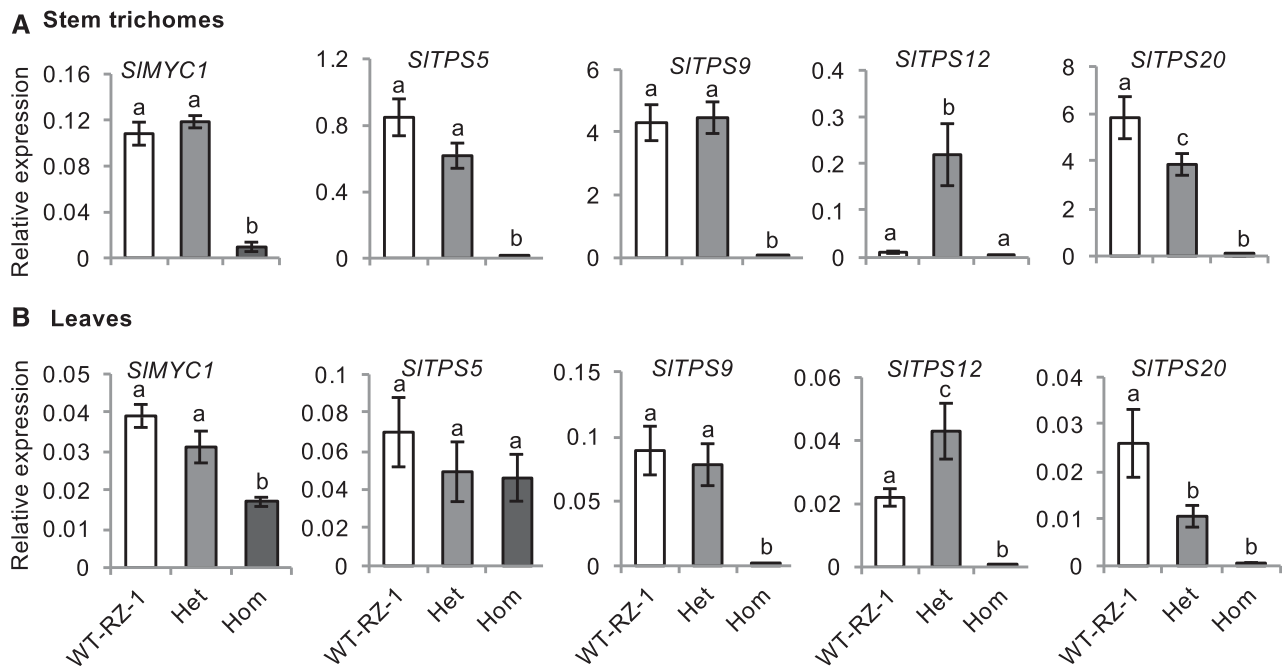 A Stem trichomes
SlMYC1 SlTPS5 SlTPS9 SlTPS12 SlTPS20
Relative expression
0.16 0.12 0.08 0.04 0
a a b
1.2 0.8 0.4 0
a a b
6 4 2 0
a a b
0.4 0.3 0.2 0.1 0
a b a
8 6 4 2 0
a c b
B Leaves
SlMYC1 SlTPS5 SlTPS9 SlTPS12 SlTPS20
Relative expression
0.05 0.04 0.03 0.02 0.01 0
a a b
0.1 0.08 0.06 0.04 0.02 0
a a a
0.15 0.1 0.05 0
a a b
0.06 0.04 0.02 0
a c b
0.04 0.03 0.02 0.01 0
a b b
WT-RZ-1 Het Hom WT-RZ-1 Het Hom WT-RZ-1 Het Hom WT-RZ-1 Het Hom WT-RZ-1 Het Hom